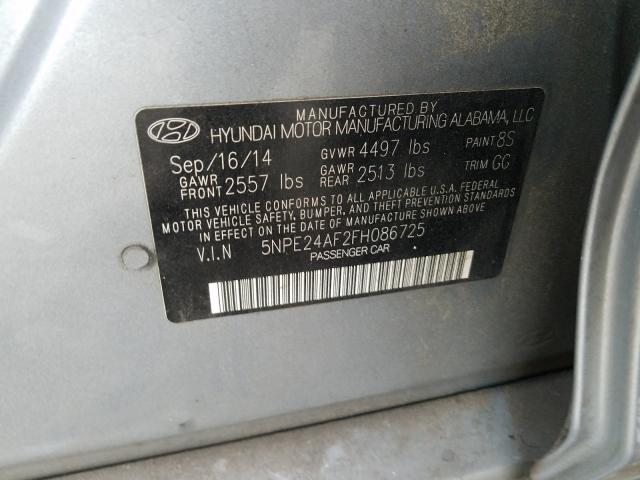 MANUFACTURED BY
HYUNDAI MOTOR MANUFACTURING ALABAMA, LLC
Sep/16/14 GVWR 4497 lbs PAINT 8S
GAWR FRONT 2557 lbs GAWR REAR 2513 lbs TRIM GG
THIS VEHICLE CONFORMS TO ALL APPLICABLE U.S.A. FEDERAL
MOTOR VEHICLE SAFETY, BUMPER, AND THEFT PREVENTION STANDARDS
IN EFFECT ON THE DATE OF MANUFACTURE SHOWN ABOVE.
V.I.N 5NPE24AF2FH086725
PASSENGER CAR